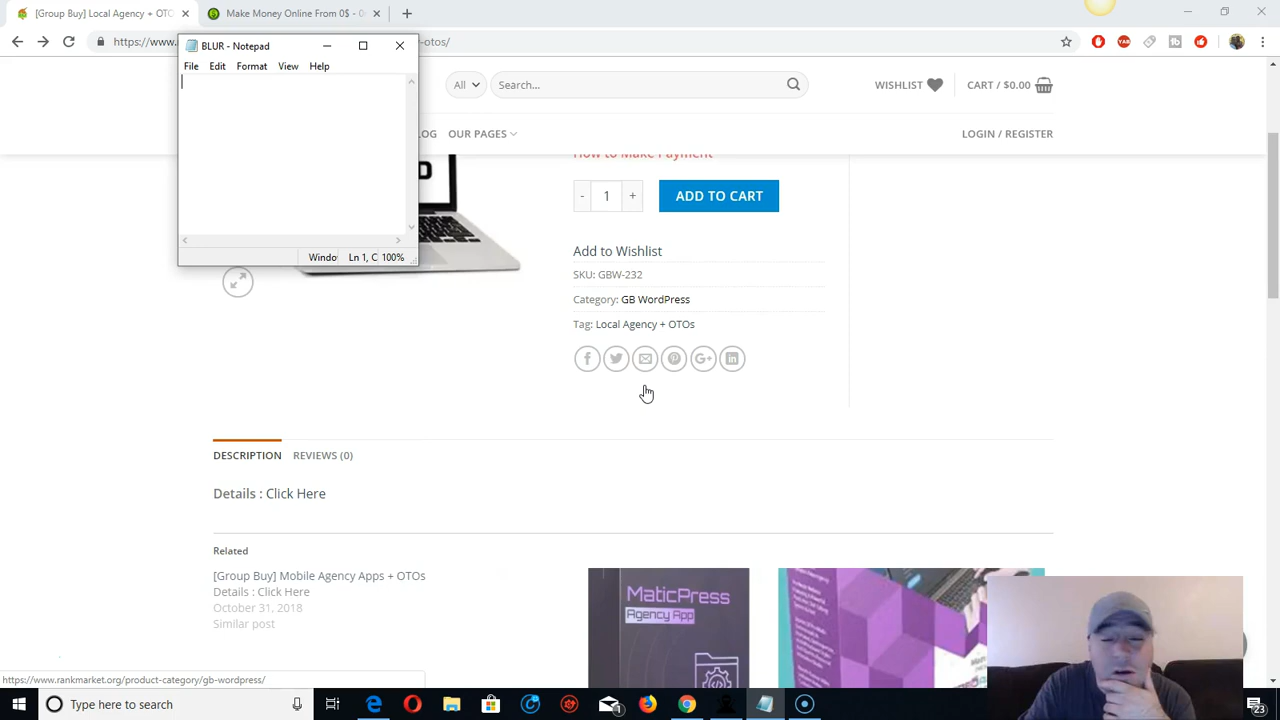 [Group Buy] Local Agency + OTO
Make Money Online From 0$ - 0
https://www.
-otos/
BLUR - Notepad
File Edit Format View Help
Windo Ln 1, C 100%
All
Search...
WISHLIST
CART / $0.00
LOG
OUR PAGES
LOGIN / REGISTER
How to Make Payment
- 1 +
ADD TO CART
Add to Wishlist
SKU: GBW-232
Category: GB WordPress
Tag: Local Agency + OTOs
DESCRIPTION
REVIEWS (0)
Details : Click Here
Related
[Group Buy] Mobile Agency Apps + OTOs
Details : Click Here
October 31, 2018
Similar post
MaticPress
Agency App
https://www.rankmarket.org/product-category/gb-wordpress/
Type here to search
23